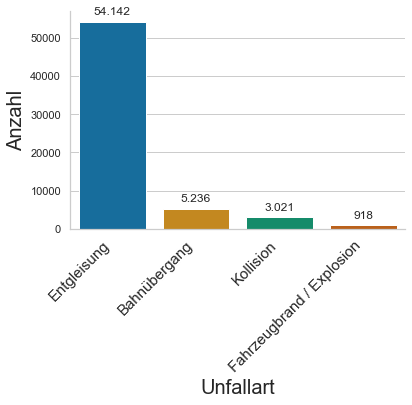 54.142
50000
40000
30000
20000
10000
0
Anzahl
5.236
3.021
918
Entgleisung
Bahnübergang
Kollision
Fahrzeugbrand / Explosion
Unfallart